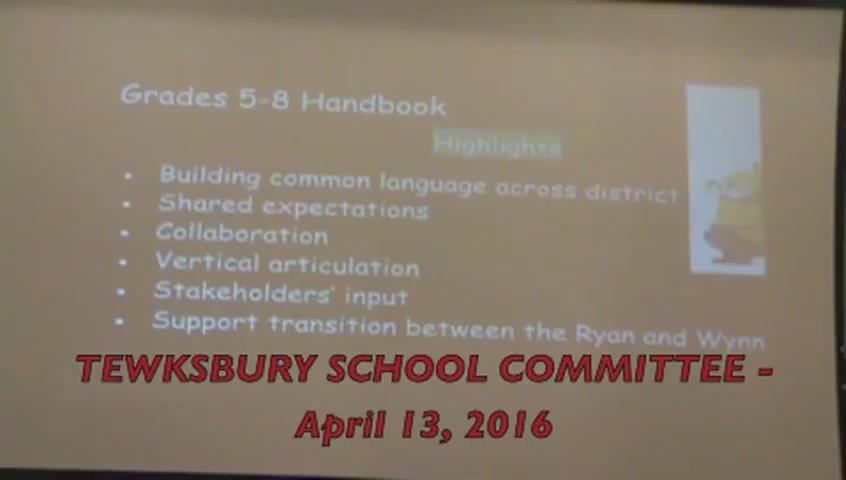 Grades 5-8 Handbook
Highlights
• Building common language across district
• Shared expectations
• Collaboration
• Vertical articulation
• Stakeholders' input
• Support transition between the Ryan and Wynn
TEWKSBURY SCHOOL COMMITTEE -
April 13, 2016